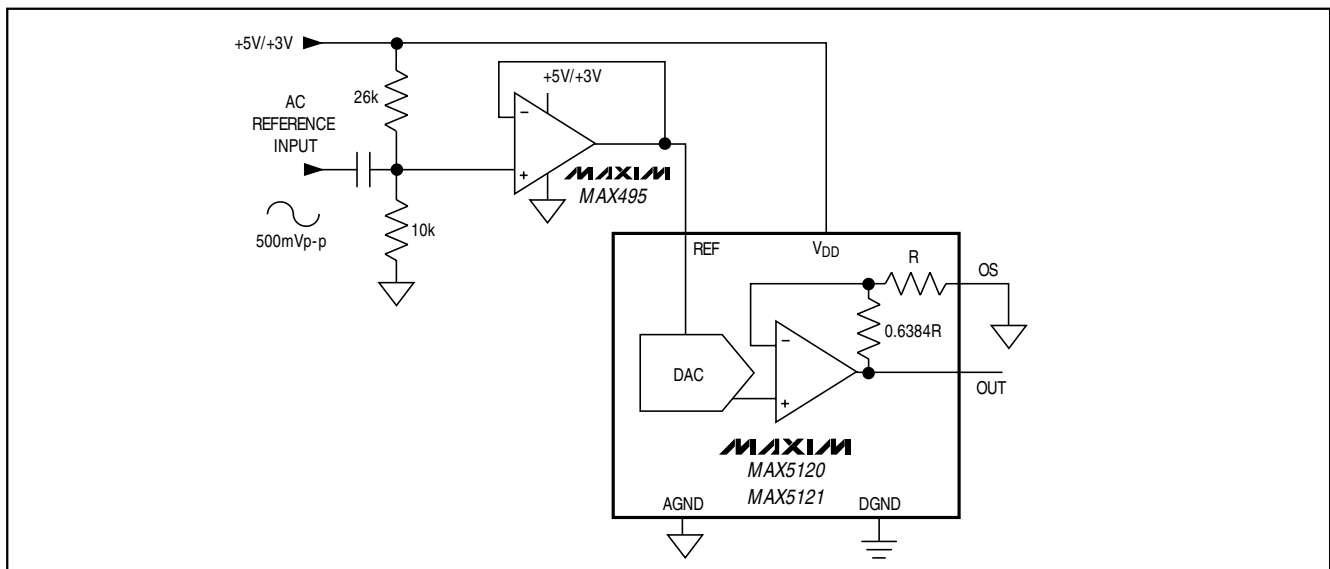 +5V/+3V
26k
+5V/+3V
AC
REFERENCE
INPUT
−
+
MAXIM
MAX495
10k
500mVp-p
REF
VDD
R
OS
0.6384R
−
DAC
+
OUT
MAXIM
MAX5120
MAX5121
AGND
DGND